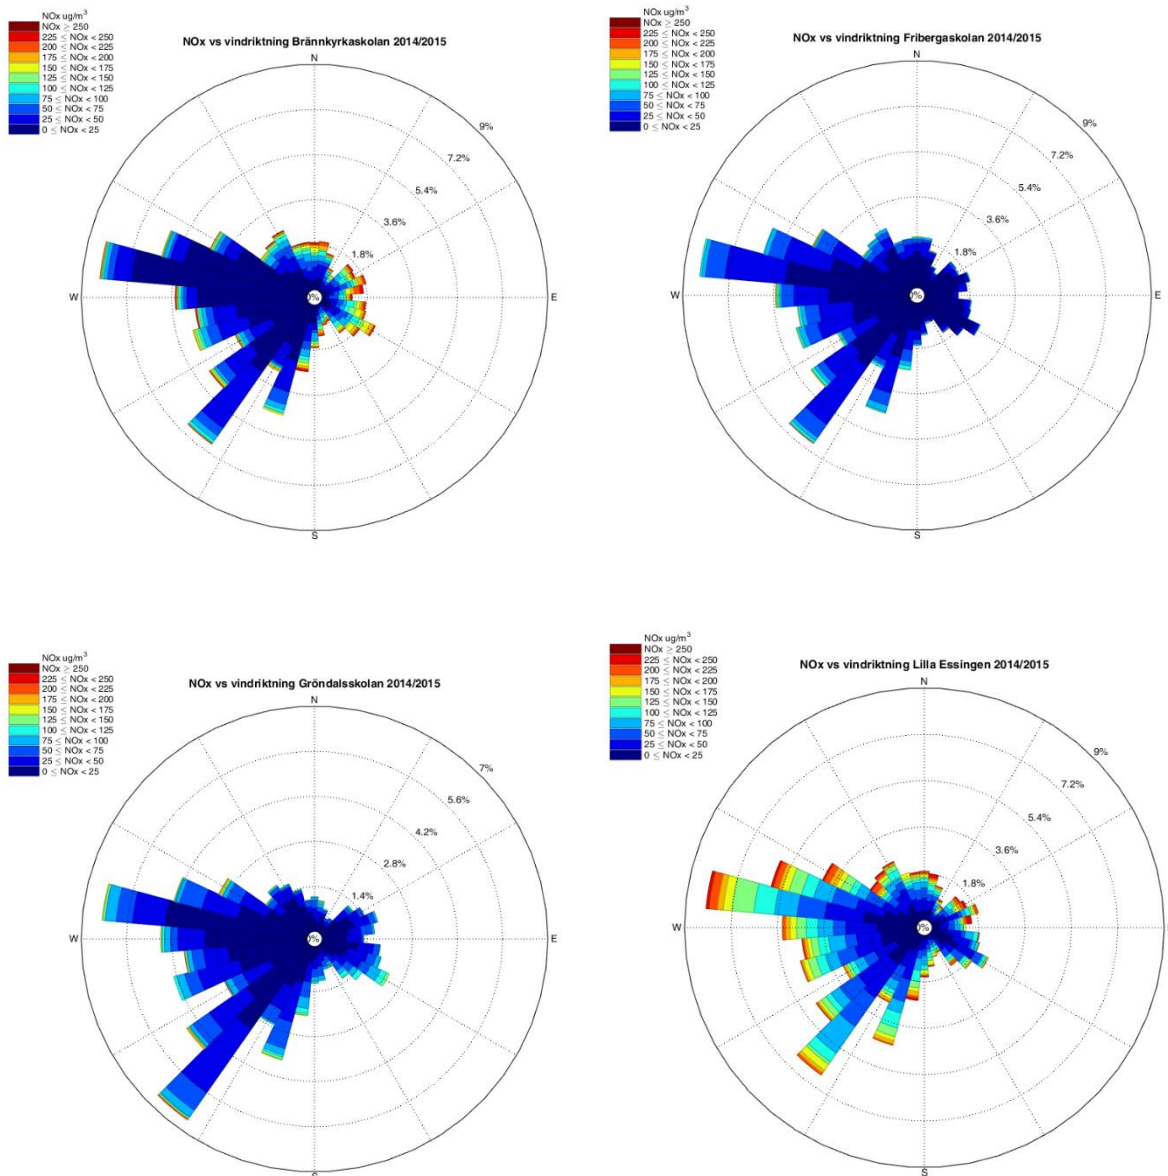 NOx ug/m³
NOx ≥ 250
225 ≤ NOx < 250
200 ≤ NOx < 225
175 ≤ NOx < 200
150 ≤ NOx < 175
125 ≤ NOx < 150
100 ≤ NOx < 125
75 ≤ NOx < 100
50 ≤ NOx < 75
25 ≤ NOx < 50
0 ≤ NOx < 25
NOx vs vindriktning Brännkyrkaskolan 2014/2015
N
9%
7.2%
5.4%
3.6%
1.8%
0%
W
E
S
NOx ug/m³
NOx ≥ 250
225 ≤ NOx < 250
200 ≤ NOx < 225
175 ≤ NOx < 200
150 ≤ NOx < 175
125 ≤ NOx < 150
100 ≤ NOx < 125
75 ≤ NOx < 100
50 ≤ NOx < 75
25 ≤ NOx < 50
0 ≤ NOx < 25
NOx vs vindriktning Fribergaskolan 2014/2015
N
9%
7.2%
5.4%
3.6%
1.8%
0%
W
E
S
NOx ug/m³
NOx ≥ 250
225 ≤ NOx < 250
200 ≤ NOx < 225
175 ≤ NOx < 200
150 ≤ NOx < 175
125 ≤ NOx < 150
100 ≤ NOx < 125
75 ≤ NOx < 100
50 ≤ NOx < 75
25 ≤ NOx < 50
0 ≤ NOx < 25
NOx vs vindriktning Gröndalsskolan 2014/2015
N
7%
5.6%
4.2%
2.8%
1.4%
0%
W
E
S
NOx ug/m³
NOx ≥ 250
225 ≤ NOx < 250
200 ≤ NOx < 225
175 ≤ NOx < 200
150 ≤ NOx < 175
125 ≤ NOx < 150
100 ≤ NOx < 125
75 ≤ NOx < 100
50 ≤ NOx < 75
25 ≤ NOx < 50
0 ≤ NOx < 25
NOx vs vindriktning Lilla Essingen 2014/2015
N
9%
7.2%
5.4%
3.6%
1.8%
0%
W
S